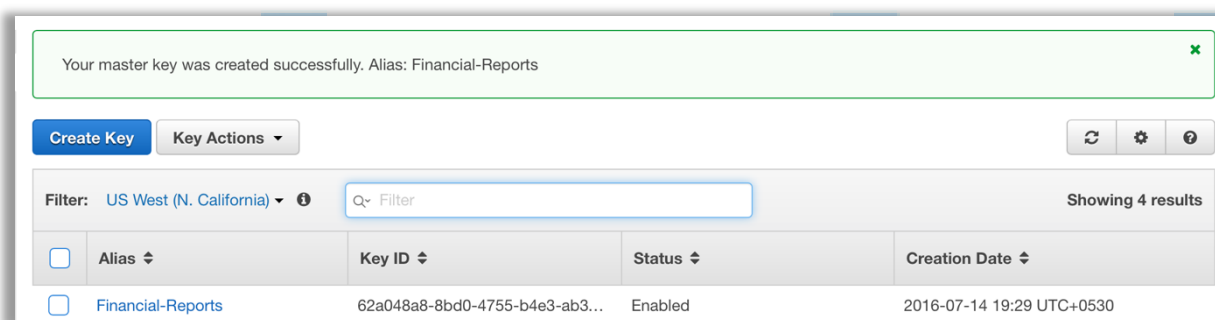 Your master key was created successfully. Alias: Financial-Reports
Create Key Key Actions
Filter: US West (N. California) Filter Showing 4 results
Alias Key ID Status Creation Date
Financial-Reports 62a048a8-8bd0-4755-b4e3-ab3... Enabled 2016-07-14 19:29 UTC+0530